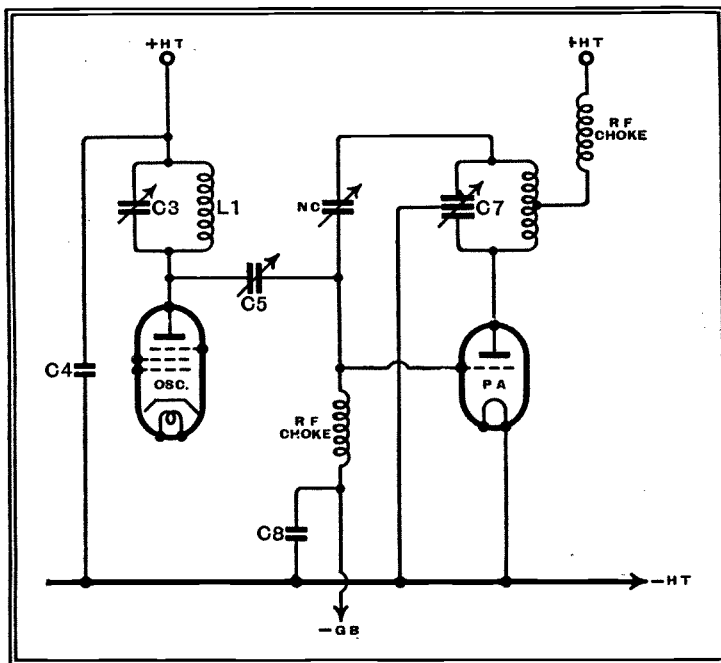 +HT
+HT
RF
CHOKE
C3
L1
NC
C7
C5
C4
OSC.
PA
RF
CHOKE
C8
-HT
-GB